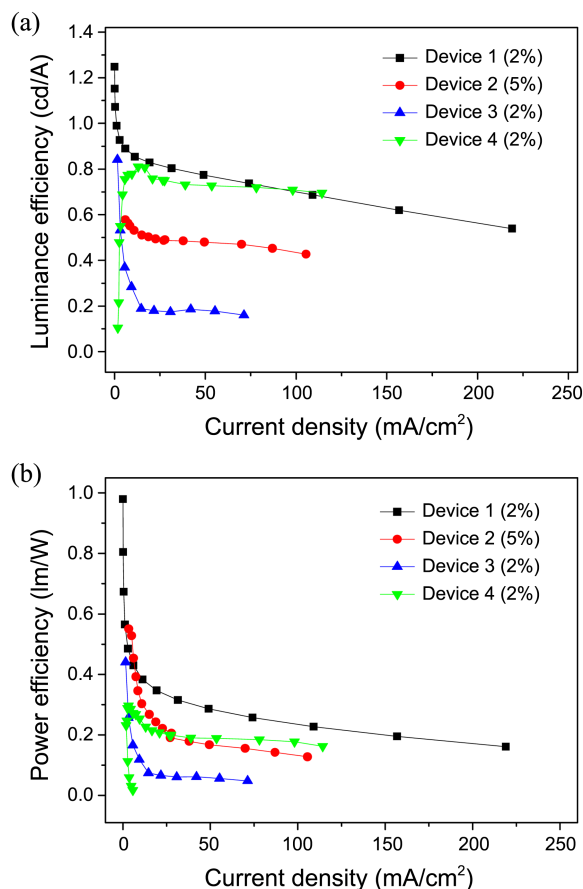 (a)
1.4
1.2
1.0
0.8
0.6
0.4
0.2
0.0
Luminance efficiency (cd/A)
Device 1 (2%)
Device 2 (5%)
Device 3 (2%)
Device 4 (2%)
0 50 100 150 200 250
Current density (mA/cm²)
(b)
1.0
0.8
0.6
0.4
0.2
0.0
Power efficiency (lm/W)
Device 1 (2%)
Device 2 (5%)
Device 3 (2%)
Device 4 (2%)
0 50 100 150 200 250
Current density (mA/cm²)